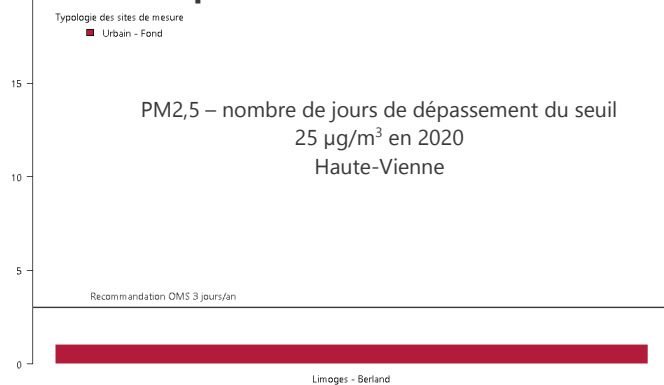 Typologie des sites de mesure
Urbain - Fond
15
PM2,5 – nombre de jours de dépassement du seuil
25 µg/m³ en 2020
Haute-Vienne
10
5
Recommandation OMS 3 jours/an
0
Limoges - Berland